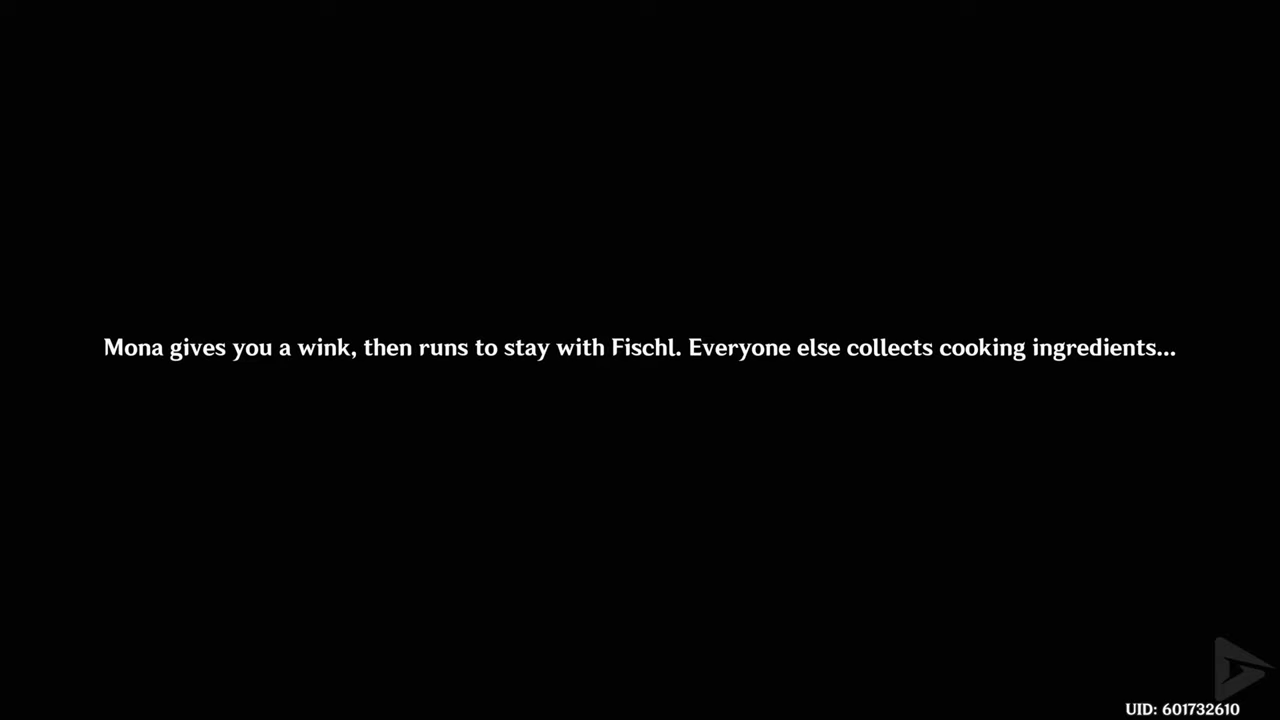 Mona gives you a wink, then runs to stay with Fischl. Everyone else collects cooking ingredients...
UID: 601732610